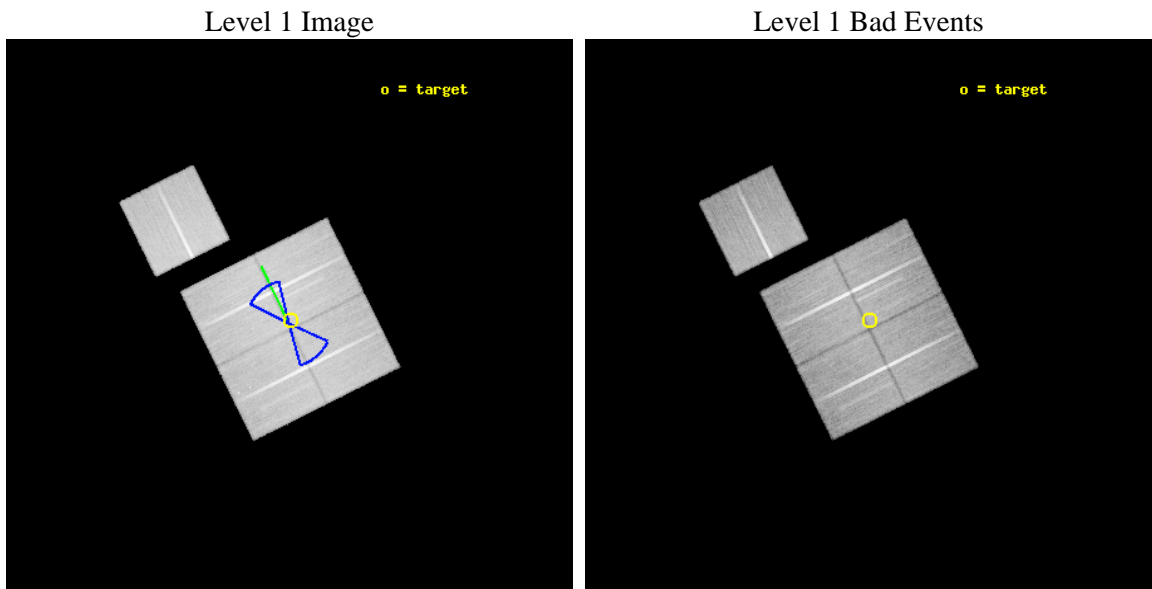 Level 1 Image
Level 1 Bad Events
o = target
o = target